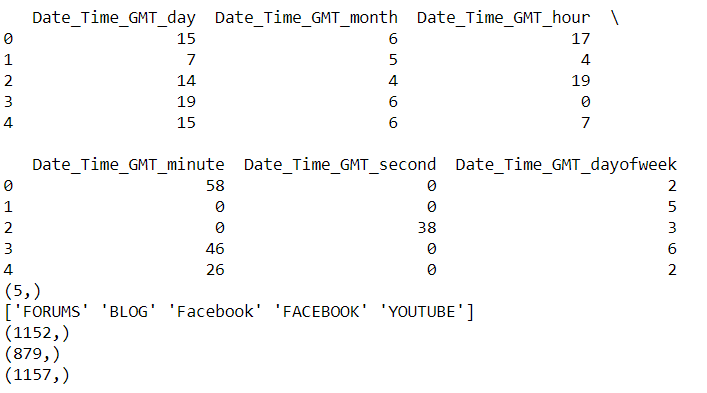 Date_Time_GMT_day Date_Time_GMT_month Date_Time_GMT_hour \
0 15 6 17
1 7 5 4
2 14 4 19
3 19 6 0
4 15 6 7
Date_Time_GMT_minute Date_Time_GMT_second Date_Time_GMT_dayofweek
0 58 0 2
1 0 0 5
2 0 38 3
3 46 0 6
4 26 0 2
(5,)
['FORUMS' 'BLOG' 'Facebook' 'FACEBOOK' 'YOUTUBE']
(1152,)
(879,)
(1157,)